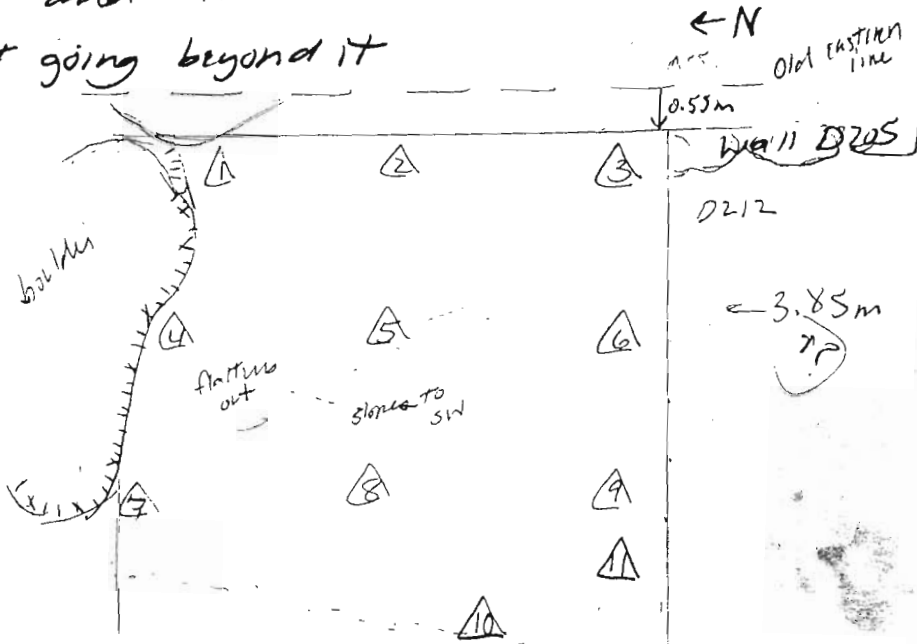 ← N
going beyond it
Old eastern
line
0.55m
Wall D205
1
2
3
D212
boulder
← 3.85m
4
5
6
flattens
out
slopes to
SW
7
8
9
11
10